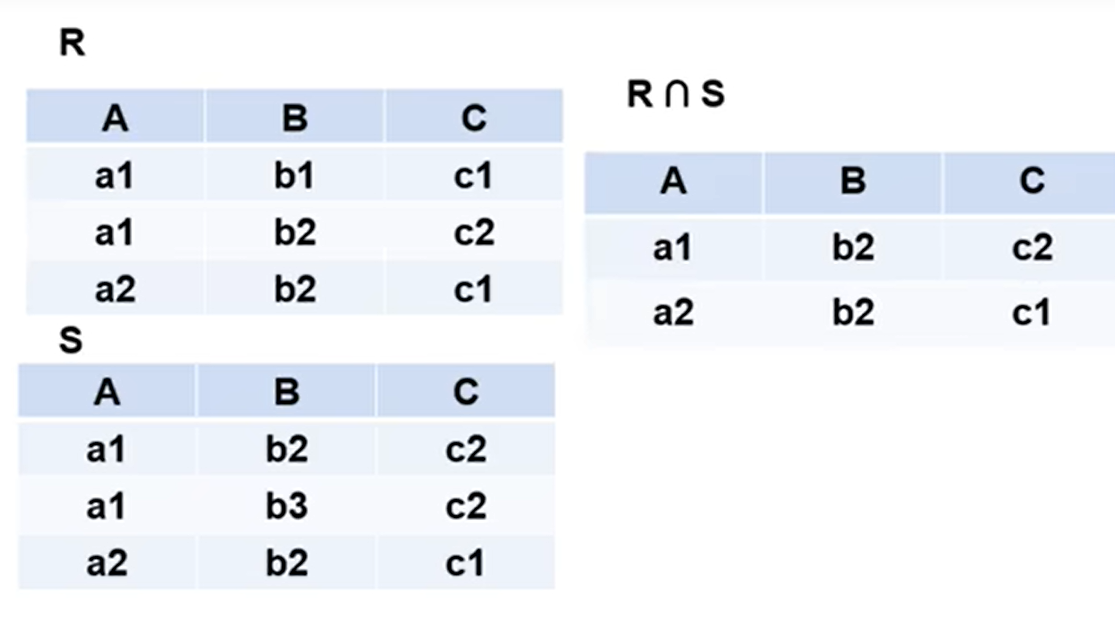 R
A B C
a1 b1 c1
a1 b2 c2
a2 b2 c1
S
A B C
a1 b2 c2
a1 b3 c2
a2 b2 c1
R ∩ S
A B C
a1 b2 c2
a2 b2 c1